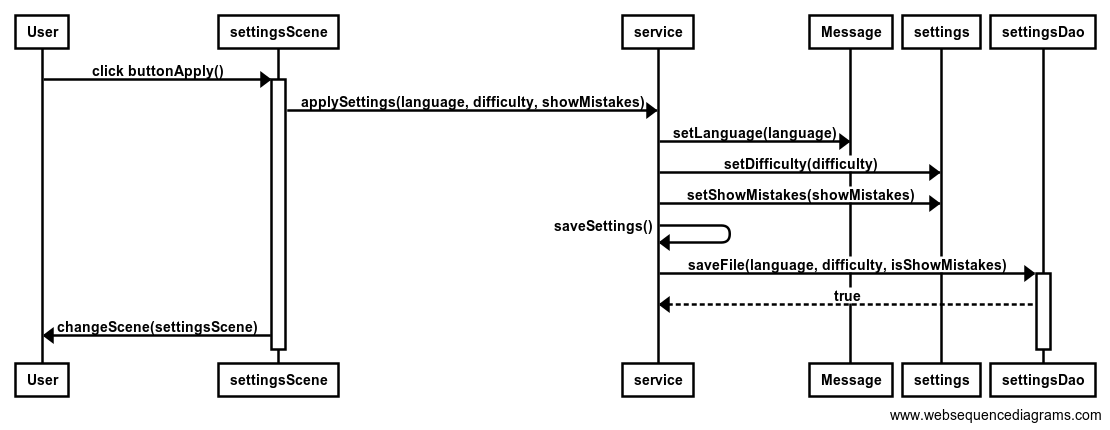 User
settingsScene
service
Message
settings
settingsDao
click buttonApply()
applySettings(language, difficulty, showMistakes)
setLanguage(language)
setDifficulty(difficulty)
setShowMistakes(showMistakes)
saveSettings()
saveFile(language, difficulty, isShowMistakes)
true
changeScene(settingsScene)
User
settingsScene
service
Message
settings
settingsDao
www.websequencediagrams.com